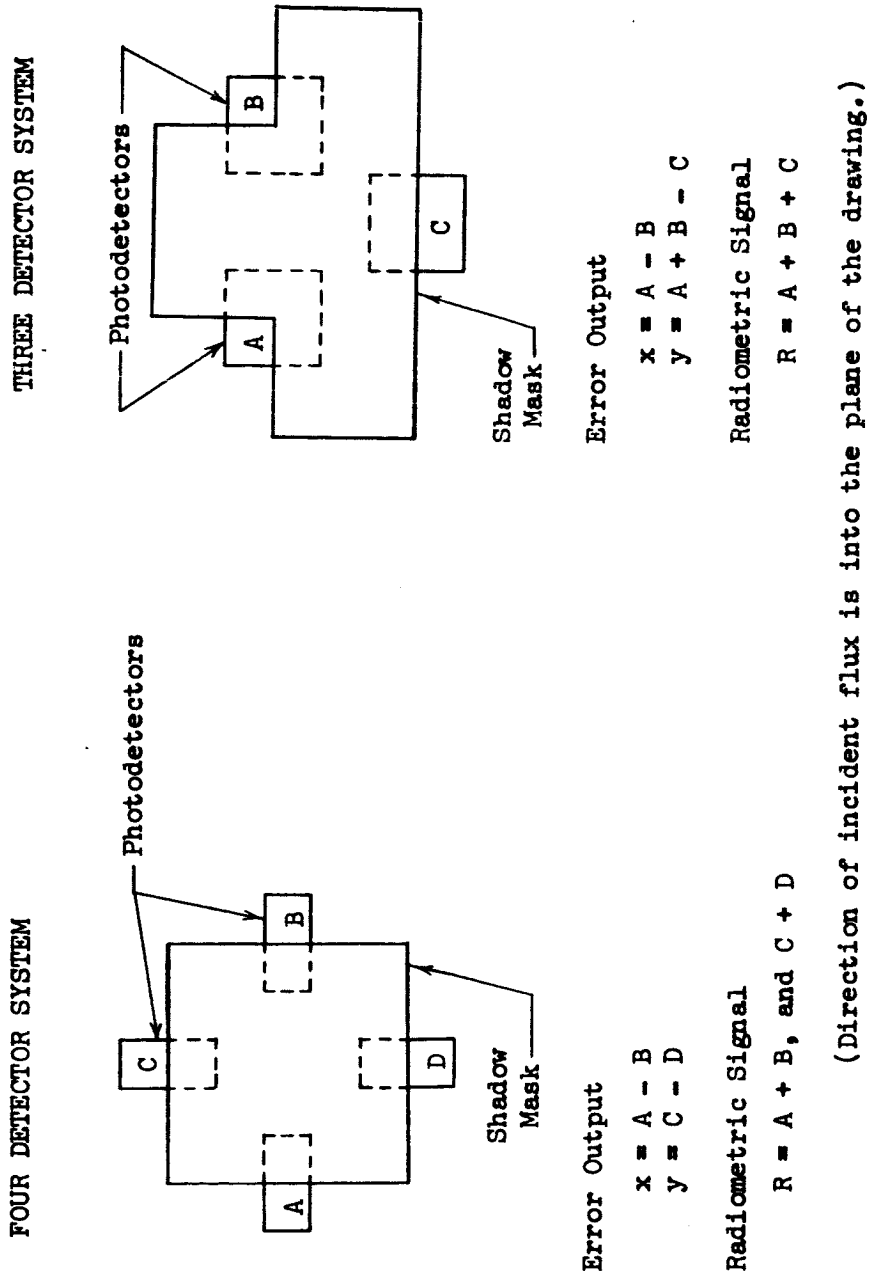 FOUR DETECTOR SYSTEM
Photodetectors
C
A
B
D
Shadow
Mask
Error Output
x = A - B
y = C - D
Radiometric Signal
R = A + B, and C + D
THREE DETECTOR SYSTEM
Photodetectors
A
B
C
Shadow
Mask
Error Output
x = A - B
y = A + B - C
Radiometric Signal
R = A + B + C
(Direction of incident flux is into the plane of the drawing.)